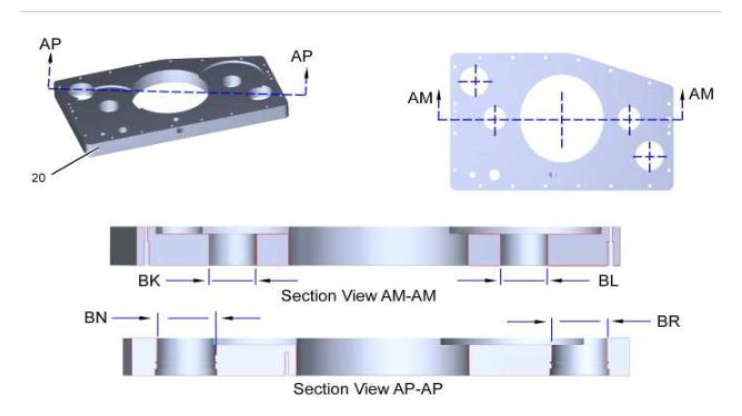 AP
AP
20
AM
AM
BK
BL
Section View AM-AM
BN
BR
Section View AP-AP